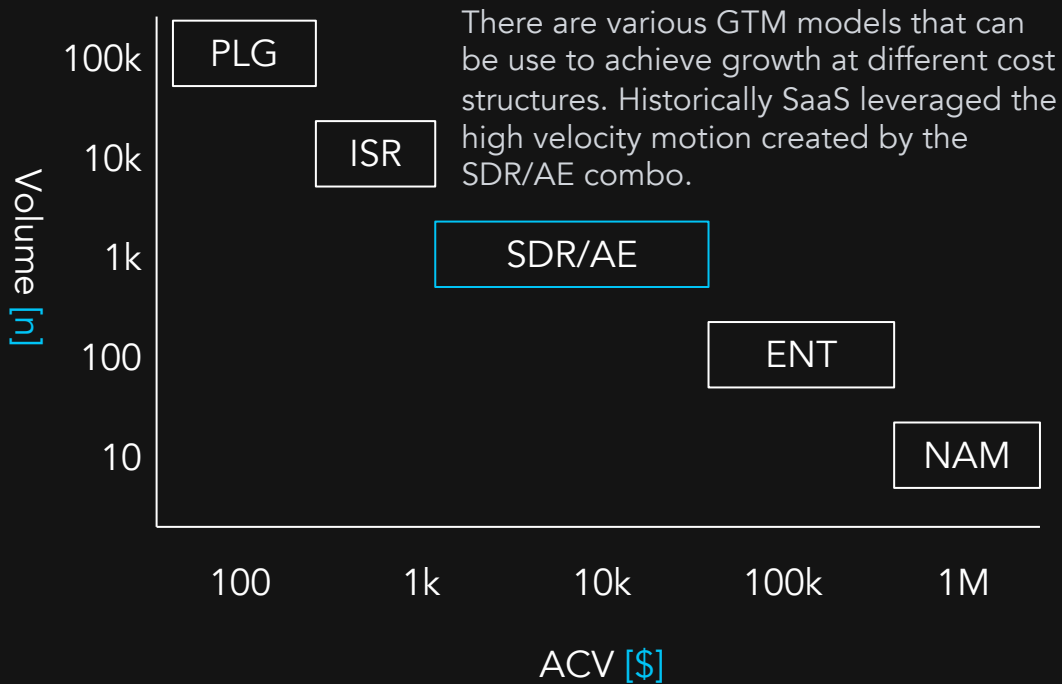 There are various GTM models that can
be use to achieve growth at different cost
structures. Historically SaaS leveraged the
high velocity motion created by the
SDR/AE combo.
100k
PLG
10k
ISR
1k
SDR/AE
100
ENT
10
NAM
Volume [n]
100
1k
10k
100k
1M
ACV [$]